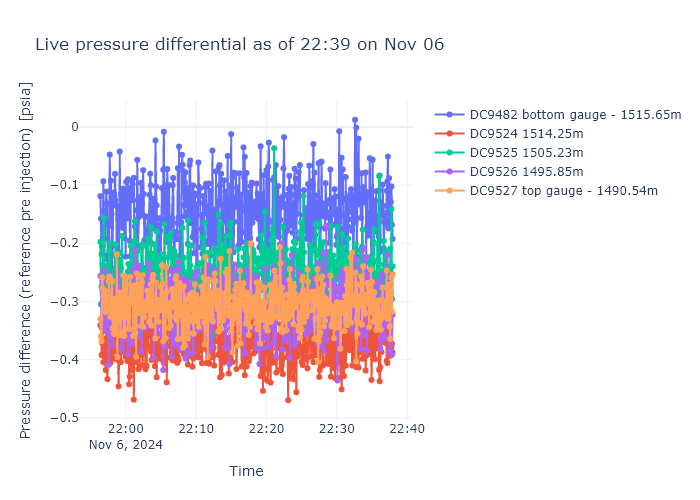 Live pressure differential as of 22:39 on Nov 06
Pressure difference (reference pre injection) [psia]
0
−0.1
−0.2
−0.3
−0.4
−0.5
22:00
Nov 6, 2024
22:10
22:20
22:30
22:40
Time
DC9482 bottom gauge - 1515.65m
DC9524 1514.25m
DC9525 1505.23m
DC9526 1495.85m
DC9527 top gauge - 1490.54m